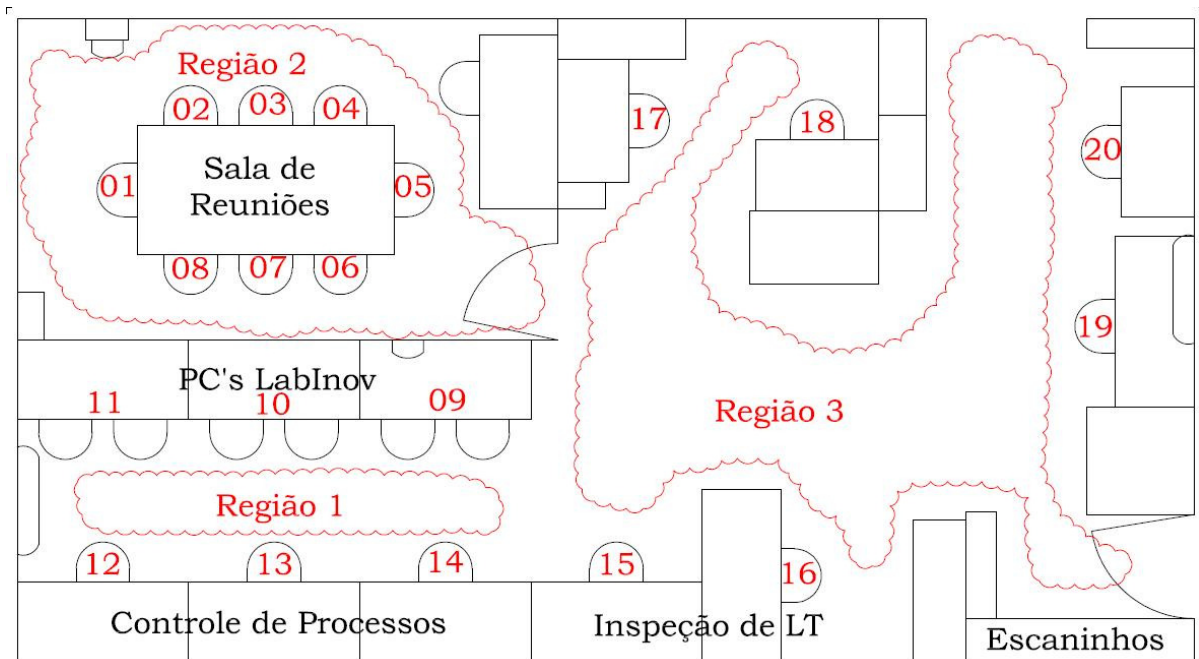 Região 2
02
03
04
17
18
Sala de
Reuniões
01
05
20
08
07
06
19
PC's LabInov
11
10
09
Região 3
Região 1
12
13
14
15
16
Controle de Processos
Inspeção de LT
Escaninhos